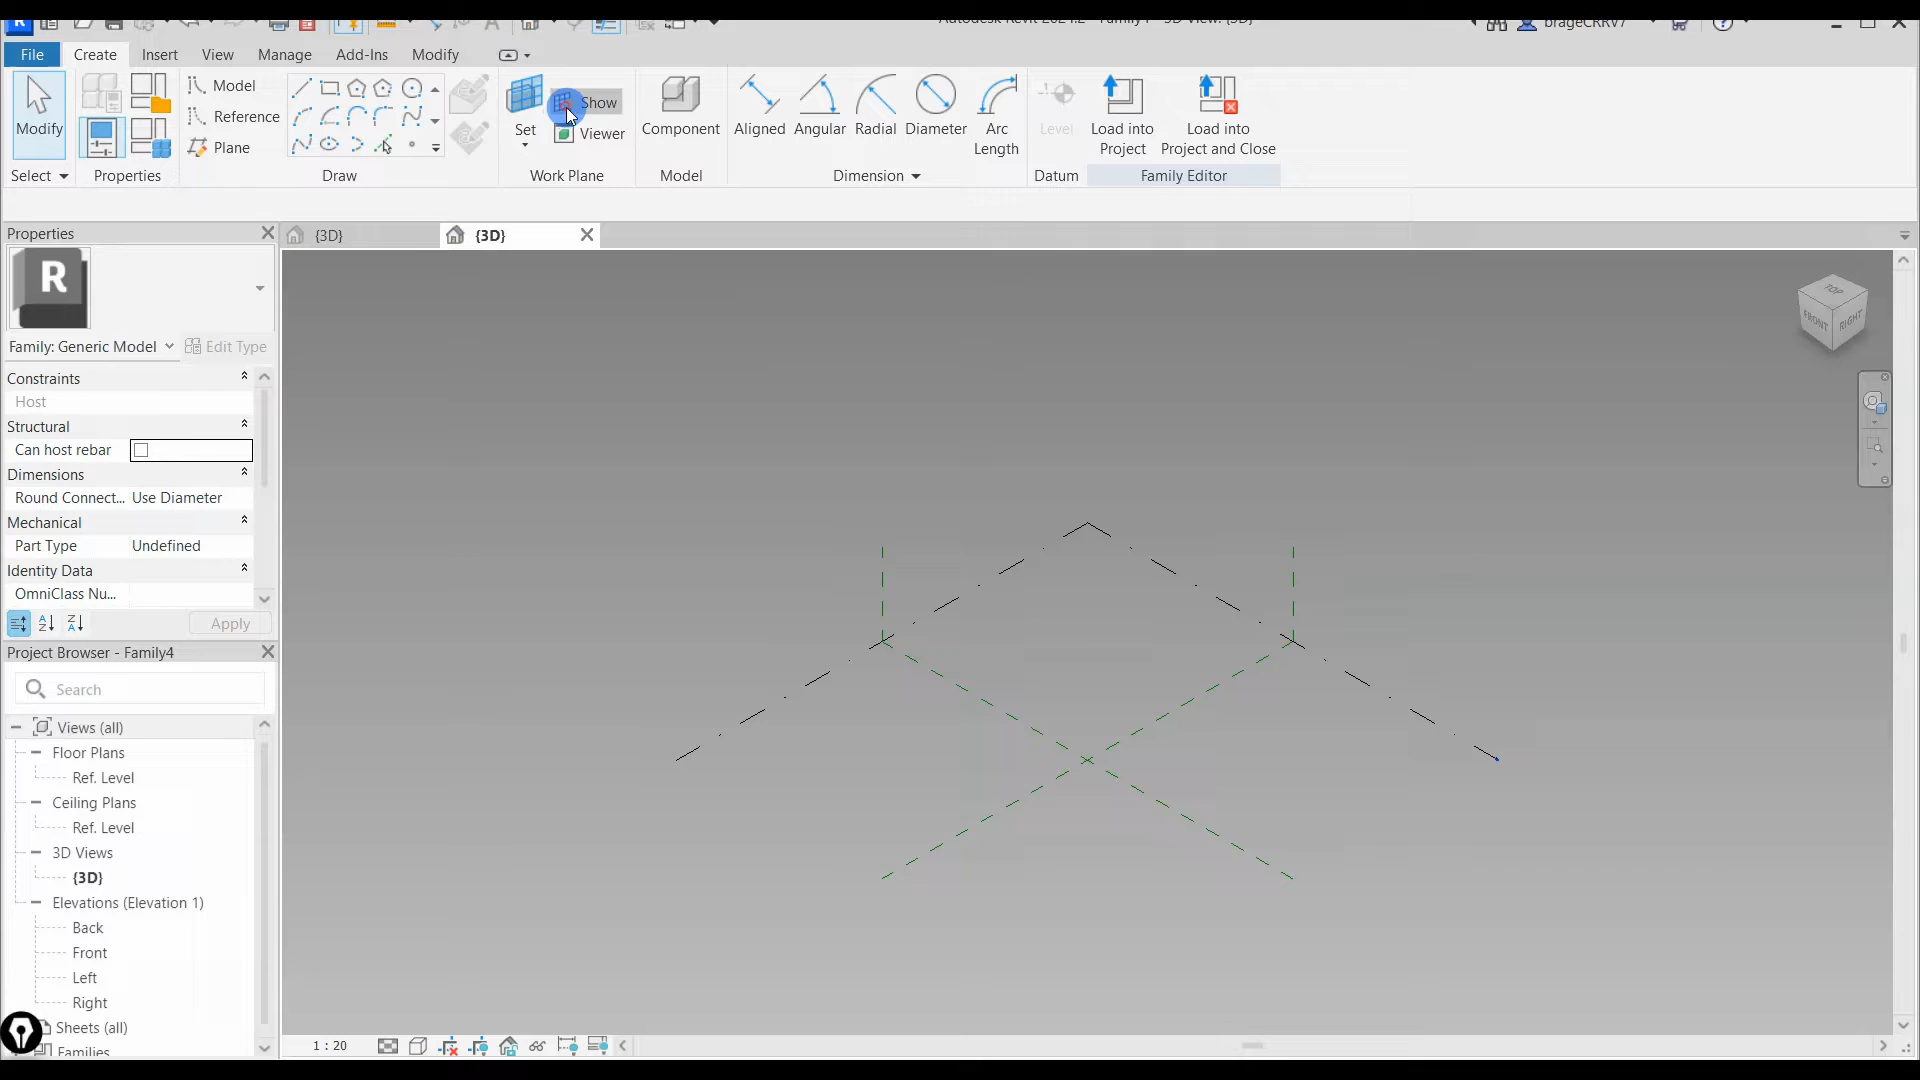 brageCRRV7
File Create Insert View Manage Add-Ins Modify
Modify
Model
Reference
Plane
Set
Show
Viewer
Component
Aligned Angular Radial Diameter Arc Length
Level
Load into Project
Load into Project and Close
Select Properties Draw Work Plane Model Dimension Datum Family Editor
Properties
{3D}
{3D}
R
Family: Generic Model Edit Type
Constraints
Host
Structural
Can host rebar
Dimensions
Round Connect... Use Diameter
Mechanical
Part Type Undefined
Identity Data
OmniClass Nu...
Apply
Project Browser - Family4
Search
Views (all)
Floor Plans
Ref. Level
Ceiling Plans
Ref. Level
3D Views
{3D}
Elevations (Elevation 1)
Back
Front
Left
Right
Sheets (all)
Families
TOP
FRONT RIGHT
1 : 20